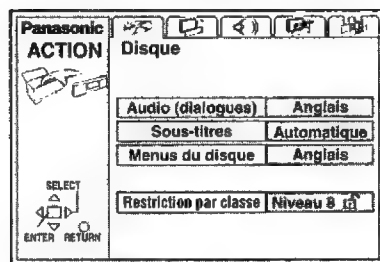 Panasonic
ACTION
Disque
Audio (dialogues) Anglais
Sous-titres Automatique
Menus du disque Anglais
Restriction par classe Niveau 8
SELECT
ENTER RETURN